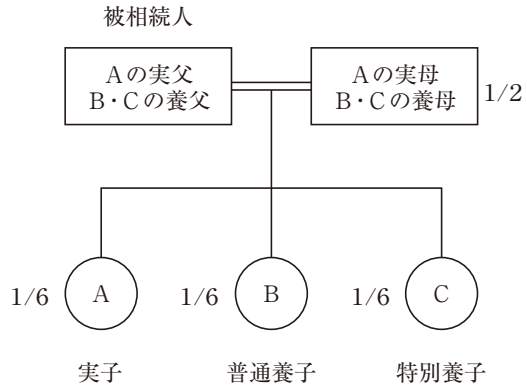 被相続人
Aの実父
B・Cの養父
Aの実母
B・Cの養母
1/2
1/6
A
1/6
B
1/6
C
実子
普通養子
特別養子